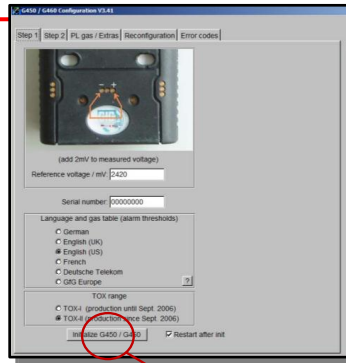 G450 / G460 Configuration V3.41
Step 1 Step 2 PL gas / Extras Reconfiguration Error codes
- +
(add 2mV to measured voltage)
Reference voltage / mV: 2420
Serial number: 00000000
Language and gas table (alarm thresholds)
German
English (UK)
English (US)
French
Deutsche Telekom
GfG Europe
?
TOX range
TOX-I (production until Sept. 2006)
TOX-II (production since Sept. 2006)
Initialize G450 / G460 Restart after init